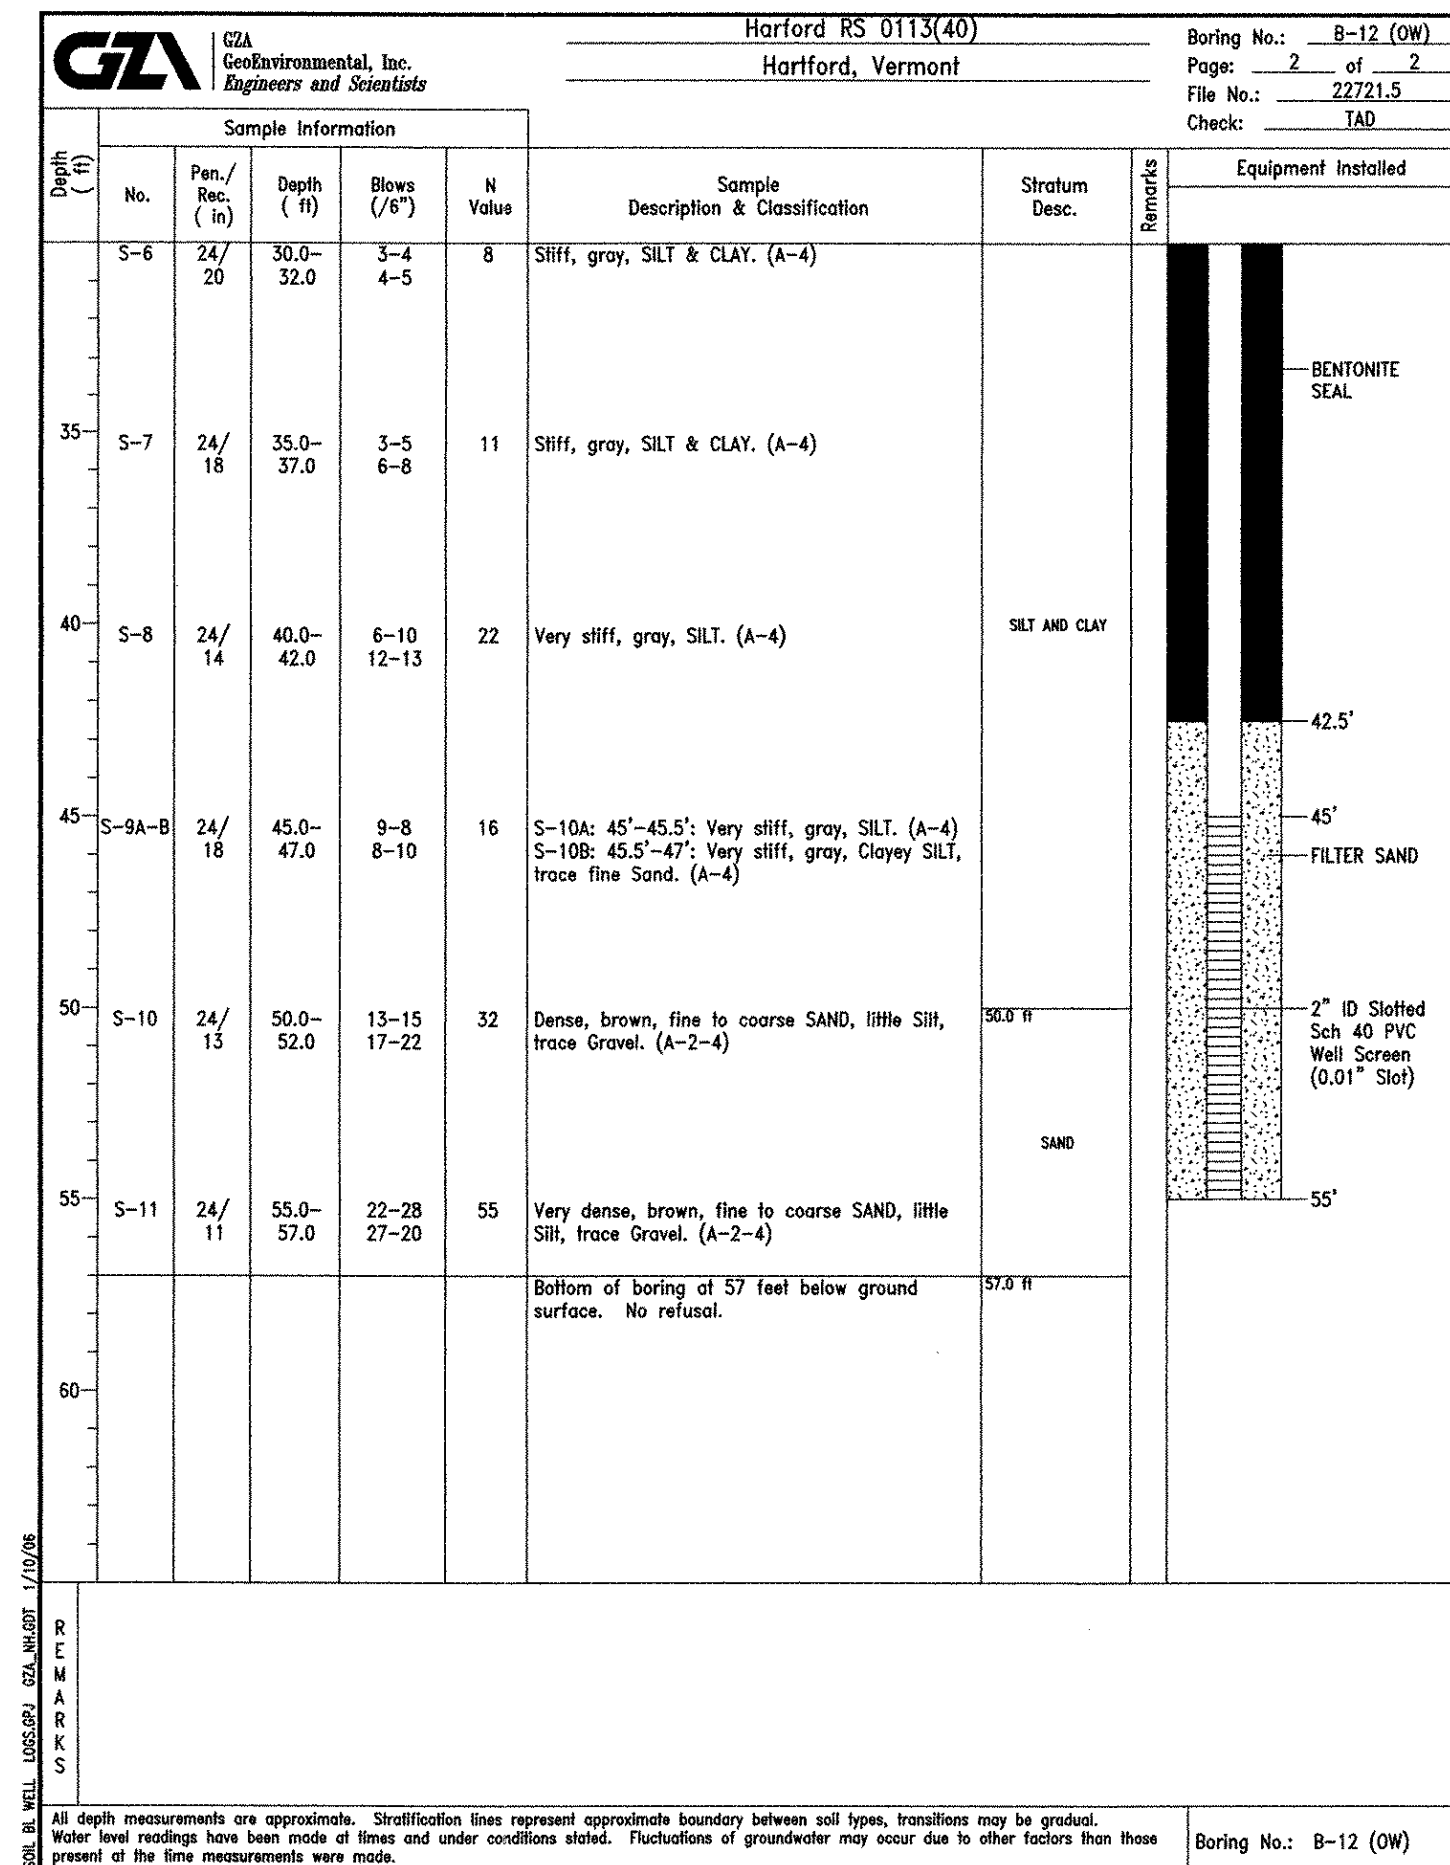 GZA
GZA
GeoEnvironmental, Inc.
Engineers and Scientists
Harford RS 0113(40)
Hartford, Vermont
Boring No.: B-12 (OW)
Page: 2 of 2
File No.: 22721.5
Check: TAD
Sample Information
Depth ( ft)
No.
Pen./ Rec. ( in)
Depth ( ft)
Blows (/6")
N Value
Sample Description & Classification
Stratum Desc.
Remarks
Equipment Installed
S-6 24/ 30.0- 3-4 8 Stiff, gray, SILT & CLAY. (A-4)
20 32.0 4-5
BENTONITE
SEAL
35
S-7 24/ 35.0- 3-5 11 Stiff, gray, SILT & CLAY. (A-4)
18 37.0 6-8
40
S-8 24/ 40.0- 6-10 22 Very stiff, gray, SILT. (A-4)
14 42.0 12-13
SILT AND CLAY
42.5'
45
45'
S-9A-B 24/ 45.0- 9-8 16 S-10A: 45'-45.5': Very stiff, gray, SILT. (A-4)
18 47.0 8-10 S-10B: 45.5'-47': Very stiff, gray, Clayey SILT,
trace fine Sand. (A-4)
FILTER SAND
50
S-10 24/ 50.0- 13-15 32 Dense, brown, fine to coarse SAND, little Silt,
13 52.0 17-22 trace Gravel. (A-2-4)
50.0 ft
2" ID Slotted
Sch 40 PVC
Well Screen
(0.01" Slot)
SAND
55
55'
S-11 24/ 55.0- 22-28 55 Very dense, brown, fine to coarse SAND, little
11 57.0 27-20 Silt, trace Gravel. (A-2-4)
Bottom of boring at 57 feet below ground
surface. No refusal.
57.0 ft
60
REMARKS
SOIL BL WELL LOGS.GPJ GZA_NH.GDT 1/10/06
All depth measurements are approximate. Stratification lines represent approximate boundary between soil types, transitions may be gradual.
Water level readings have been made at times and under conditions stated. Fluctuations of groundwater may occur due to other factors than those
present at the time measurements were made.
Boring No.: B-12 (OW)